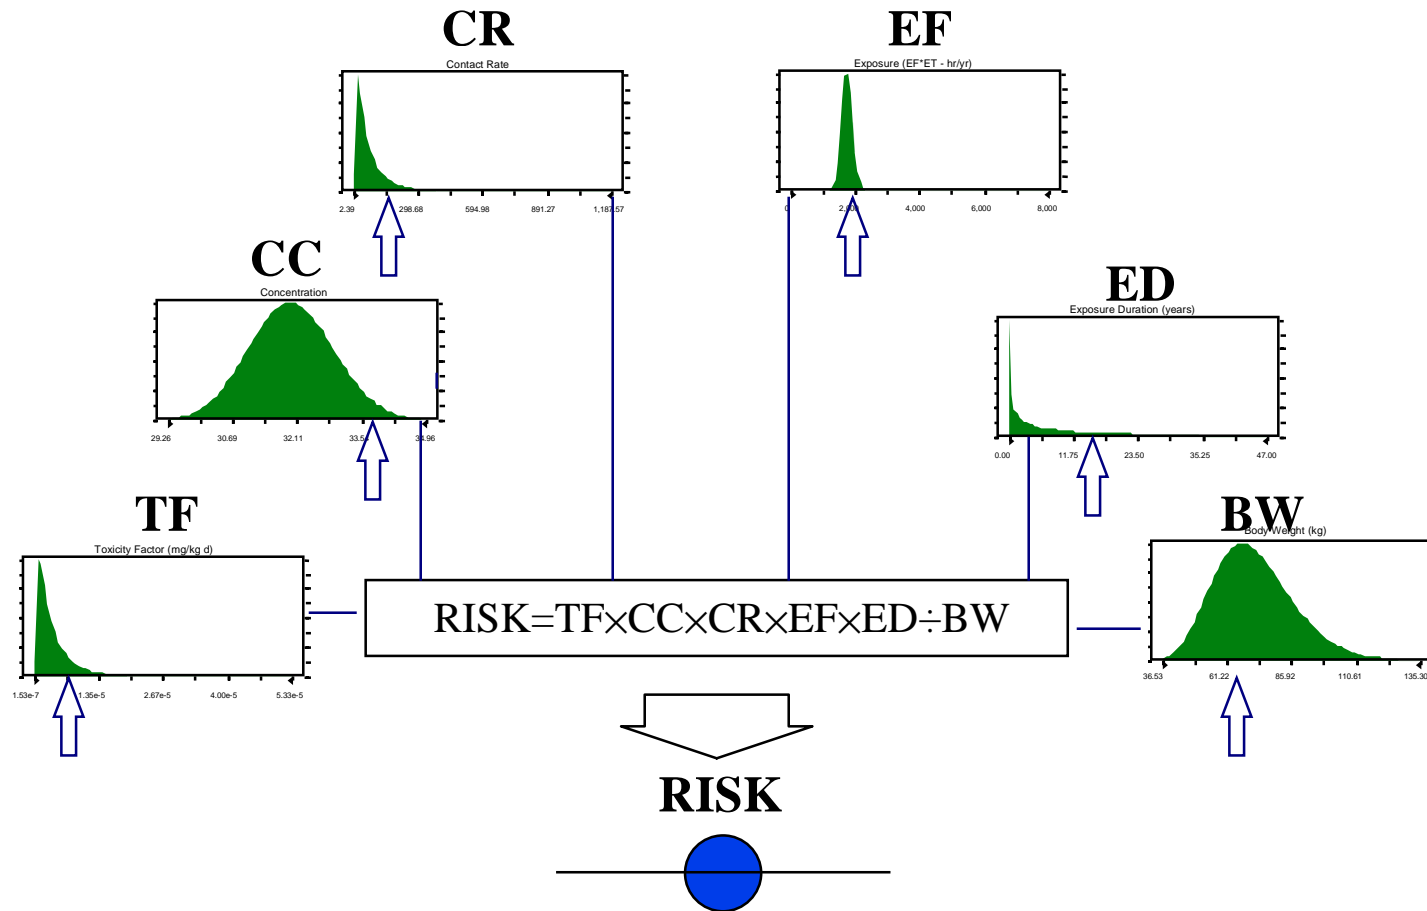 CR
Contact Rate
2.39 298.68 594.98 891.27 1,187.57
EF
Exposure (EF*ET - hr/yr)
0 2,000 4,000 6,000 8,000
CC
Concentration
29.26 30.69 32.11 33.54 34.96
ED
Exposure Duration (years)
0.00 11.75 23.50 35.25 47.00
TF
Toxicity Factor (mg/kg d)
1.53e-7 1.35e-5 2.67e-5 4.00e-5 5.33e-5
BW
Body Weight (kg)
36.53 61.22 85.92 110.61 135.30
RISK=TF×CC×CR×EF×ED÷BW
RISK